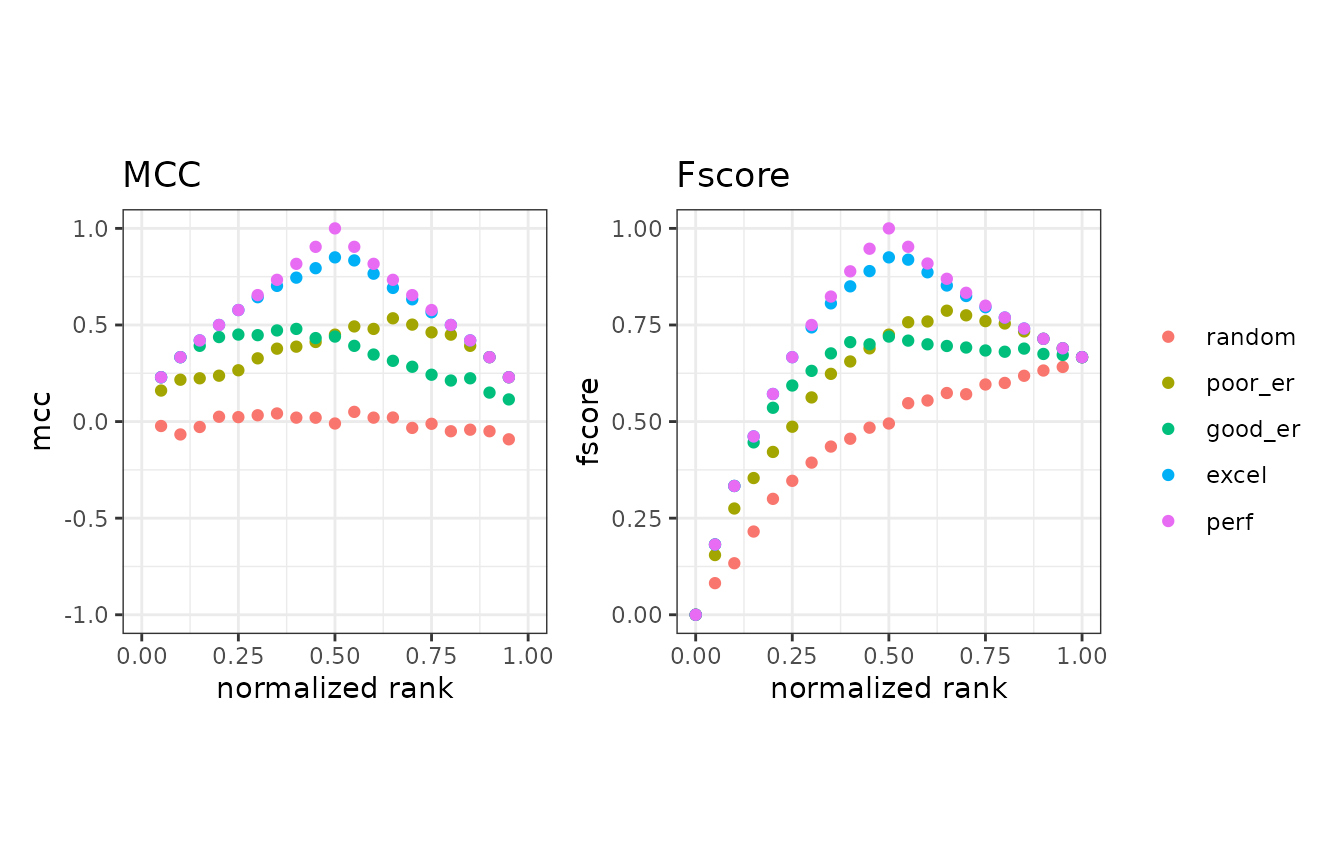 MCC
1.0
0.5
0.0
-0.5
-1.0
mcc
0.00 0.25 0.50 0.75 1.00
normalized rank
Fscore
1.00
0.75
0.50
0.25
0.00
fscore
0.00 0.25 0.50 0.75 1.00
normalized rank
random
poor_er
good_er
excel
perf